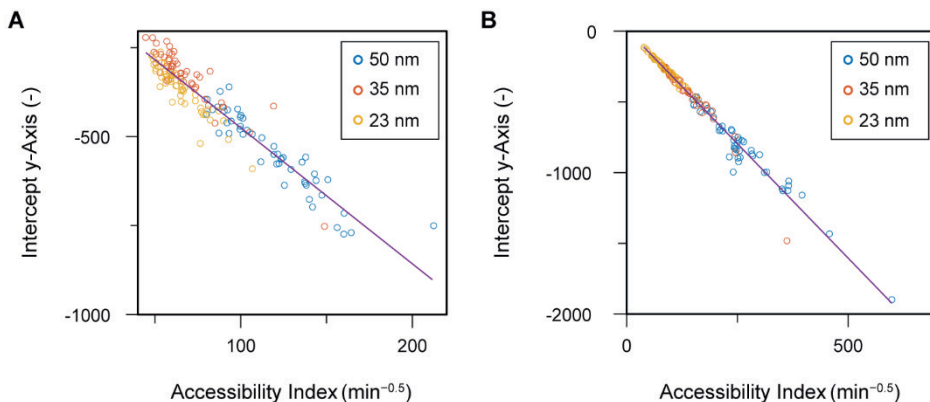 A
Intercept y-Axis (-)
-500
-1000
100
200
Accessibility Index (min⁻⁰·⁵)
50 nm
35 nm
23 nm
B
Intercept y-Axis (-)
0
-1000
-2000
0
500
Accessibility Index (min⁻⁰·⁵)
50 nm
35 nm
23 nm